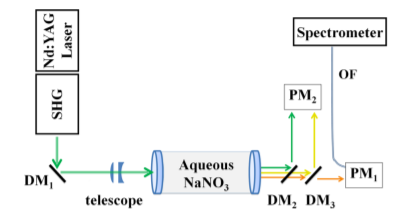 Nd:YAG
Laser
SHG
Spectrometer
OF
PM2
DM1
telescope
Aqueous
NaNO3
DM2
DM3
PM1